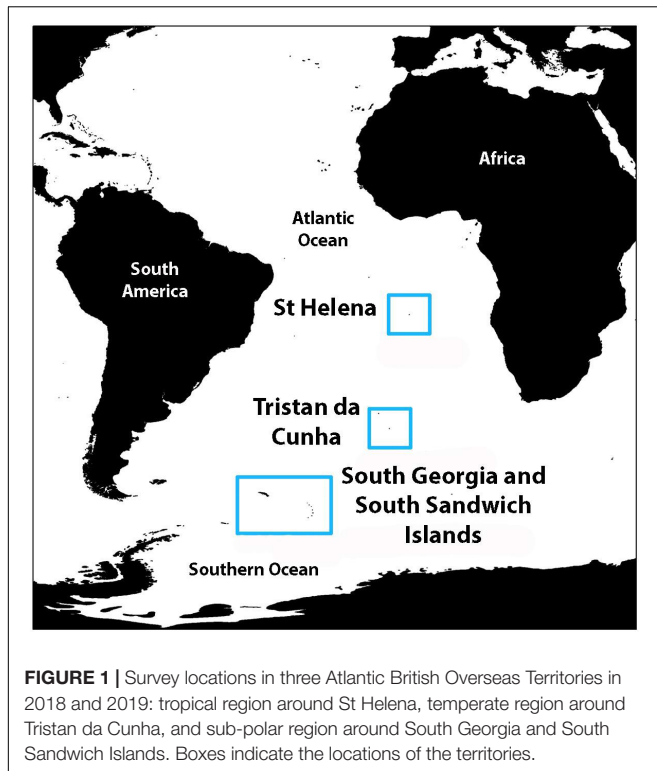 Africa
Atlantic
Ocean
South
America
St Helena
Tristan da
Cunha
South Georgia and
South Sandwich
Islands
Southern Ocean
FIGURE 1 | Survey locations in three Atlantic British Overseas Territories in
2018 and 2019: tropical region around St Helena, temperate region around
Tristan da Cunha, and sub-polar region around South Georgia and South
Sandwich Islands. Boxes indicate the locations of the territories.